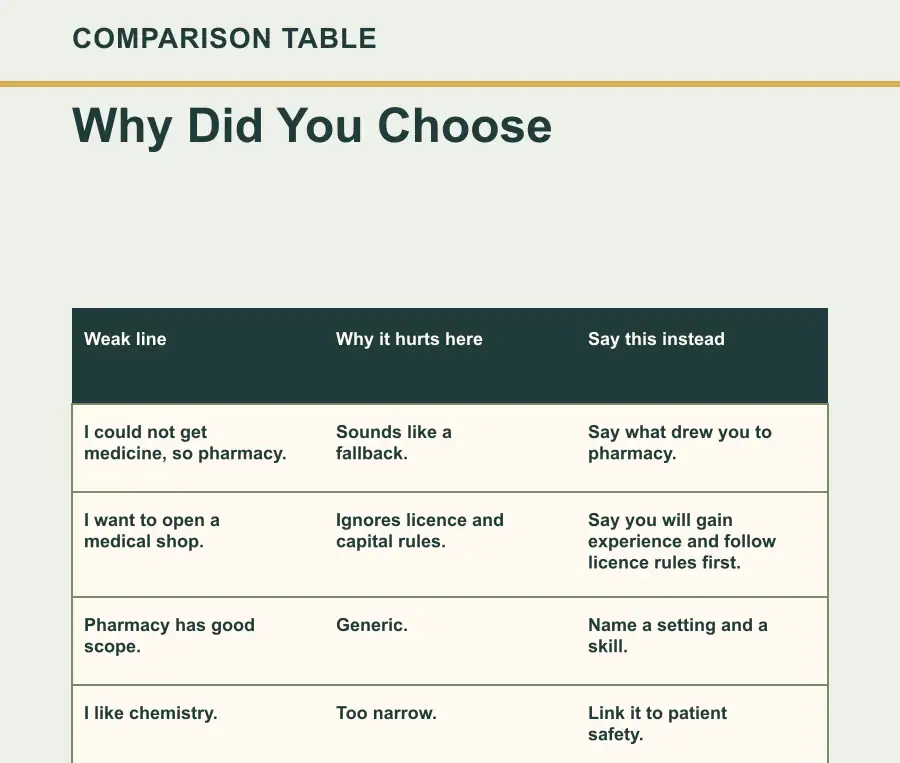 COMPARISON TABLE
Why Did You Choose
Weak line
Why it hurts here
Say this instead
I could not get
medicine, so pharmacy.
Sounds like a
fallback.
Say what drew you to
pharmacy.
I want to open a
medical shop.
Ignores licence and
capital rules.
Say you will gain
experience and follow
licence rules first.
Pharmacy has good
scope.
Generic.
Name a setting and a
skill.
I like chemistry.
Too narrow.
Link it to patient
safety.